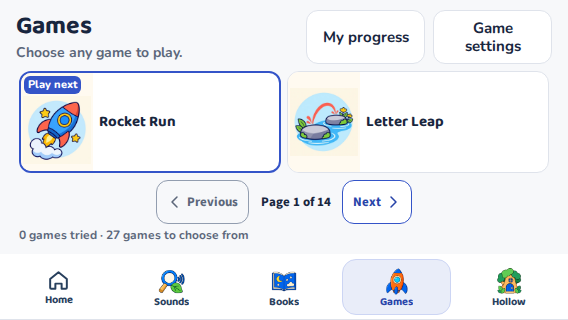 Games
Choose any game to play.
My progress
Game
settings
Play next
Rocket Run
Letter Leap
Previous
Page 1 of 14
Next
0 games tried · 27 games to choose from
Home
Sounds
Books
Games
Hollow